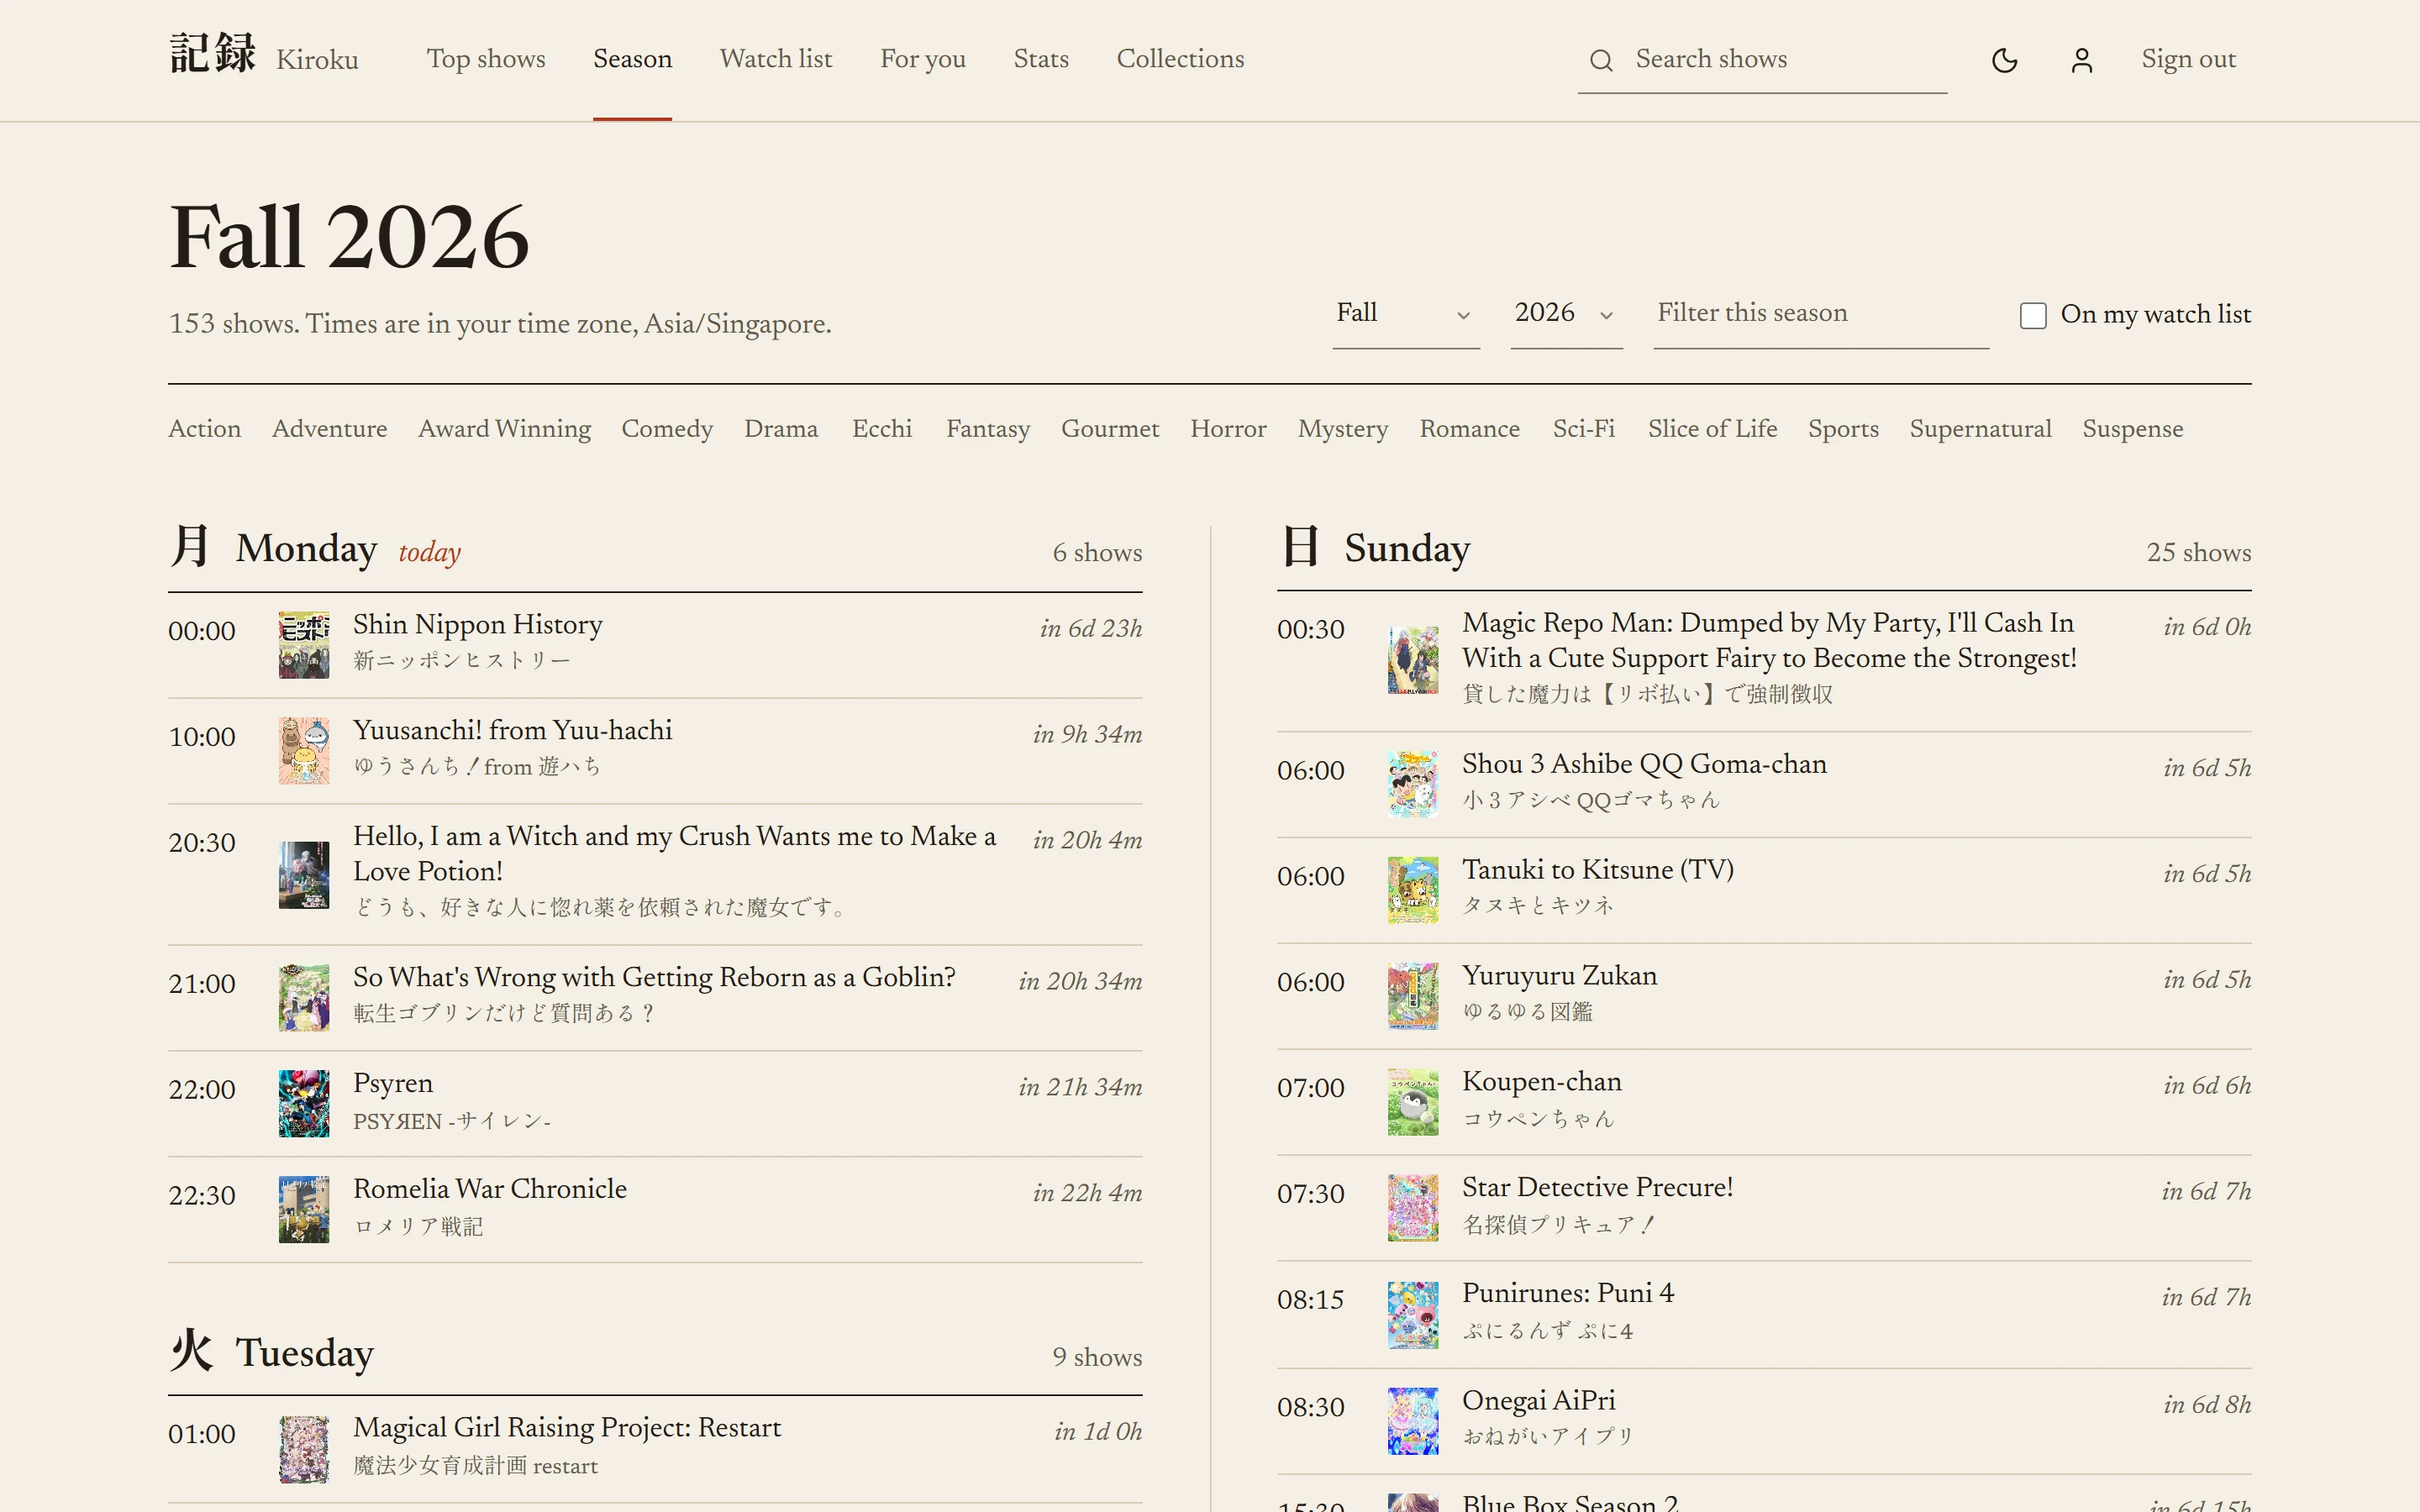 記録 Kiroku Top shows Season Watch list For you Stats Collections Search shows Sign out
Fall 2026
153 shows. Times are in your time zone, Asia/Singapore.
Fall 2026 Filter this season On my watch list
Action Adventure Award Winning Comedy Drama Ecchi Fantasy Gourmet Horror Mystery Romance Sci-Fi Slice of Life Sports Supernatural Suspense
月 Monday today 6 shows
00:00 Shin Nippon History in 6d 23h
新ニッポンヒストリー
10:00 Yuusanchi! from Yuu-hachi in 9h 34m
ゆうさんち！from 遊ハち
20:30 Hello, I am a Witch and my Crush Wants me to Make a in 20h 4m
Love Potion!
どうも、好きな人に惚れ薬を依頼された魔女です。
21:00 So What's Wrong with Getting Reborn as a Goblin? in 20h 34m
転生ゴブリンだけど質問ある？
22:00 Psyren in 21h 34m
PSYЯEN -サイレン-
22:30 Romelia War Chronicle in 22h 4m
ロメリア戦記
火 Tuesday 9 shows
01:00 Magical Girl Raising Project: Restart in 1d 0h
魔法少女育成計画 restart
日 Sunday 25 shows
00:30 Magic Repo Man: Dumped by My Party, I'll Cash In in 6d 0h
With a Cute Support Fairy to Become the Strongest!
貸した魔力は【リボ払い】で強制徴収
06:00 Shou 3 Ashibe QQ Goma-chan in 6d 5h
小３アシベ QQゴマちゃん
06:00 Tanuki to Kitsune (TV) in 6d 5h
タヌキとキツネ
06:00 Yuruyuru Zukan in 6d 5h
ゆるゆる図鑑
07:00 Koupen-chan in 6d 6h
コウペンちゃん
07:30 Star Detective Precure! in 6d 7h
名探偵プリキュア！
08:15 Punirunes: Puni 4 in 6d 7h
ぷにるんず ぷに4
08:30 Onegai AiPri in 6d 8h
おねがいアイプリ
15:30 Blue Box Season 2 in 6d 15h